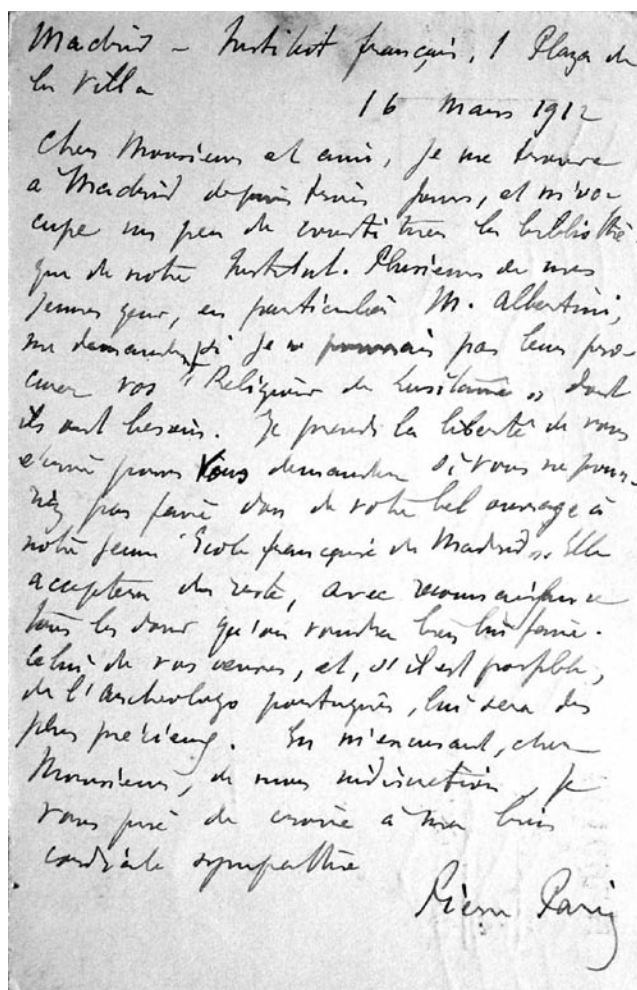 Madrid – Institut français, 1 Plaza de
la Villa
16 Mars 1912
Cher Monsieur et ami, je me trouve
à Madrid depuis trois jours, et m'oc-
cupe un peu de constituer la bibliothè-
que de notre Institut. Plusieurs de mes
jeunes gens, en particulier M. Albertini,
me demandent si je ne pourrais pas leur pro-
curer vos "Religiões da Lusitania" dont
ils ont besoin. Je prends la liberté de vous
écrire pour vous demander si vous ne pour-
riez pas faire don de votre bel ouvrage à
notre jeune "Ecole française de Madrid". Elle
acceptera du reste, avec reconnaissance
tous les dons qu'on voudra bien lui faire.
Celui de vos œuvres, et, s'il est possible,
de l'Archeologo português, lui sera des
plus précieux. En m'excusant, cher
Monsieur, de mon indiscrétion, je
vous prie de croire à ma bien
cordiale sympathie
Pierre Paris